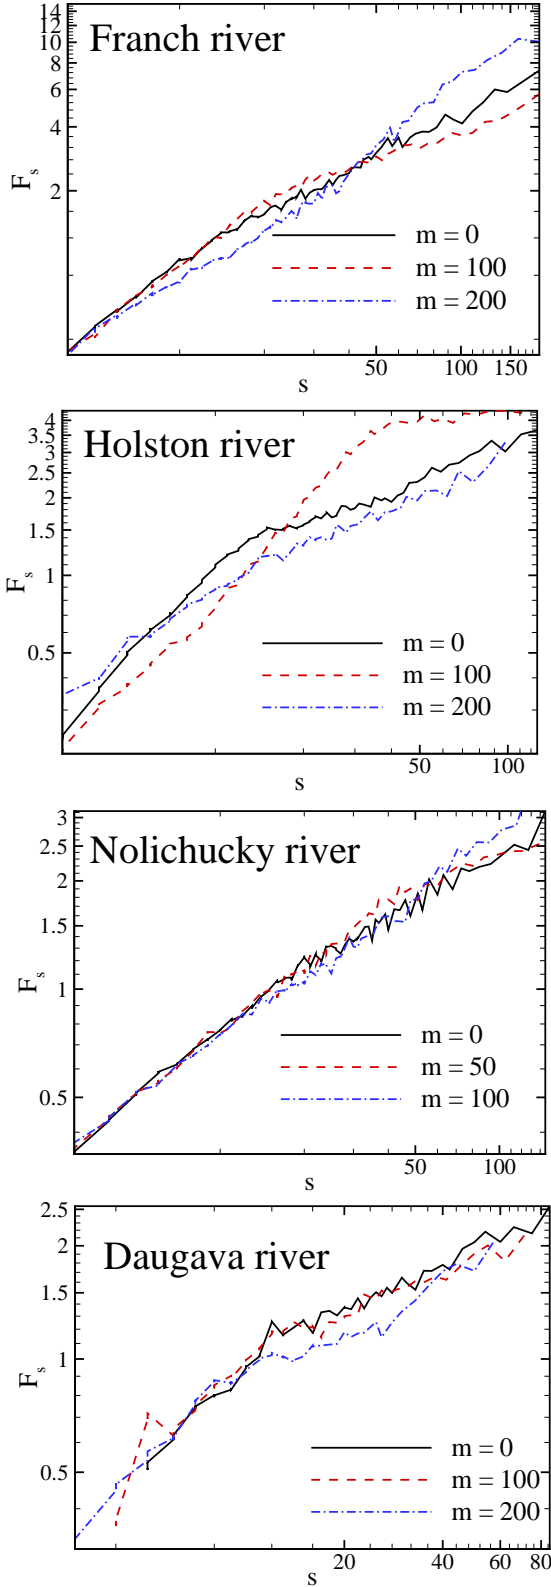 14
10
8
6
4
2
F_s
Franch river
m = 0
m = 100
m = 200
50
100
150
s
4
3.5
3
2.5
2
1.5
1
0.5
F_s
Holston river
m = 0
m = 100
m = 200
50
100
s
3
2.5
2
1.5
1
0.5
F_s
Nolichucky river
m = 0
m = 50
m = 100
50
100
s
2.5
2
1.5
1
0.5
F_s
Daugava river
m = 0
m = 100
m = 200
20
40
60
80
s